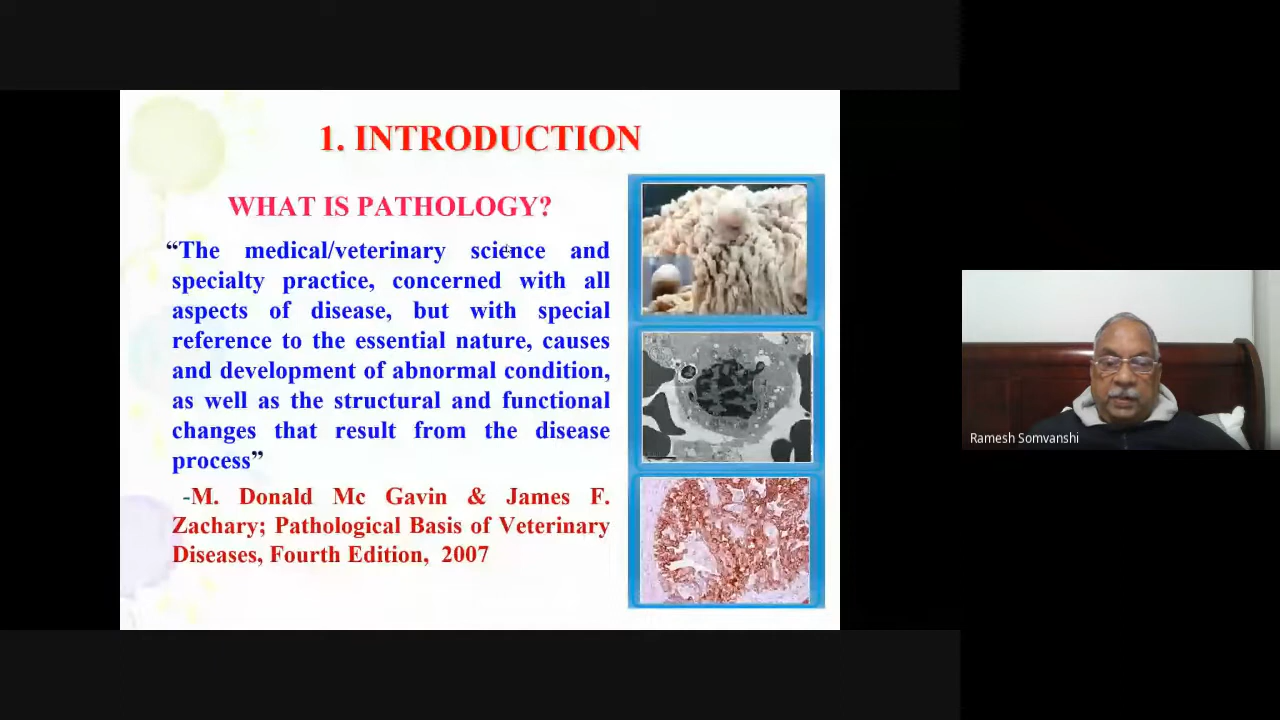 1. INTRODUCTION
WHAT IS PATHOLOGY?
“The medical/veterinary science and
specialty practice, concerned with all
aspects of disease, but with special
reference to the essential nature, causes
and development of abnormal condition,
as well as the structural and functional
changes that result from the disease
process”
-M. Donald Mc Gavin & James F.
Zachary; Pathological Basis of Veterinary
Diseases, Fourth Edition, 2007
Ramesh Somvanshi